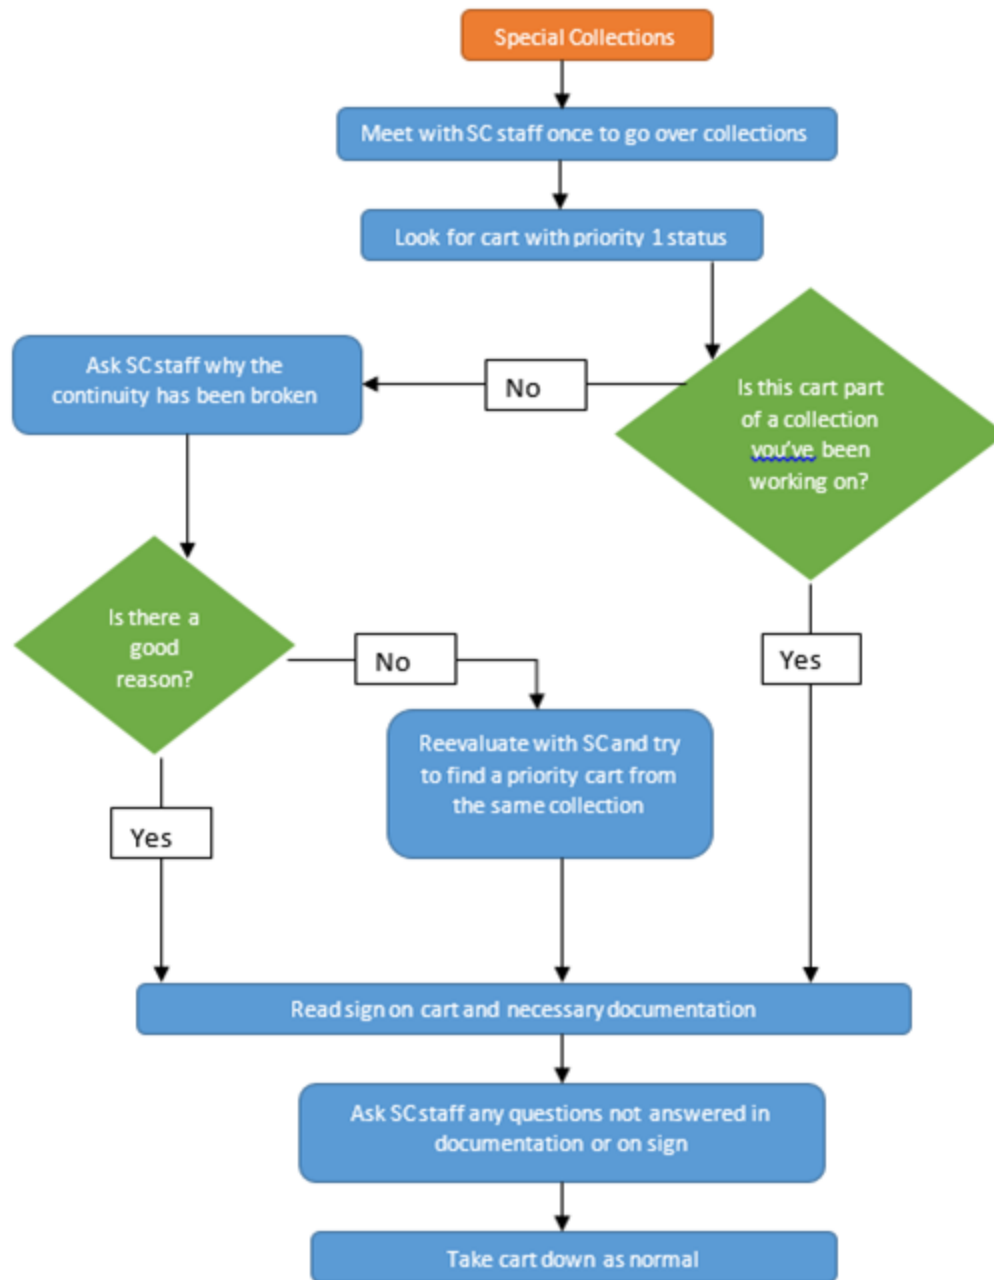 Special Collections
Meet with SC staff once to go over collections
Look for cart with priority 1 status
Is this cart part
of a collection
you've been
working on?
No
Ask SC staff why the
continuity has been broken
Is there a
good
reason?
No
Yes
Reevaluate with SC and try
to find a priority cart from
the same collection
Yes
Read sign on cart and necessary documentation
Ask SC staff any questions not answered in
documentation or on sign
Take cart down as normal